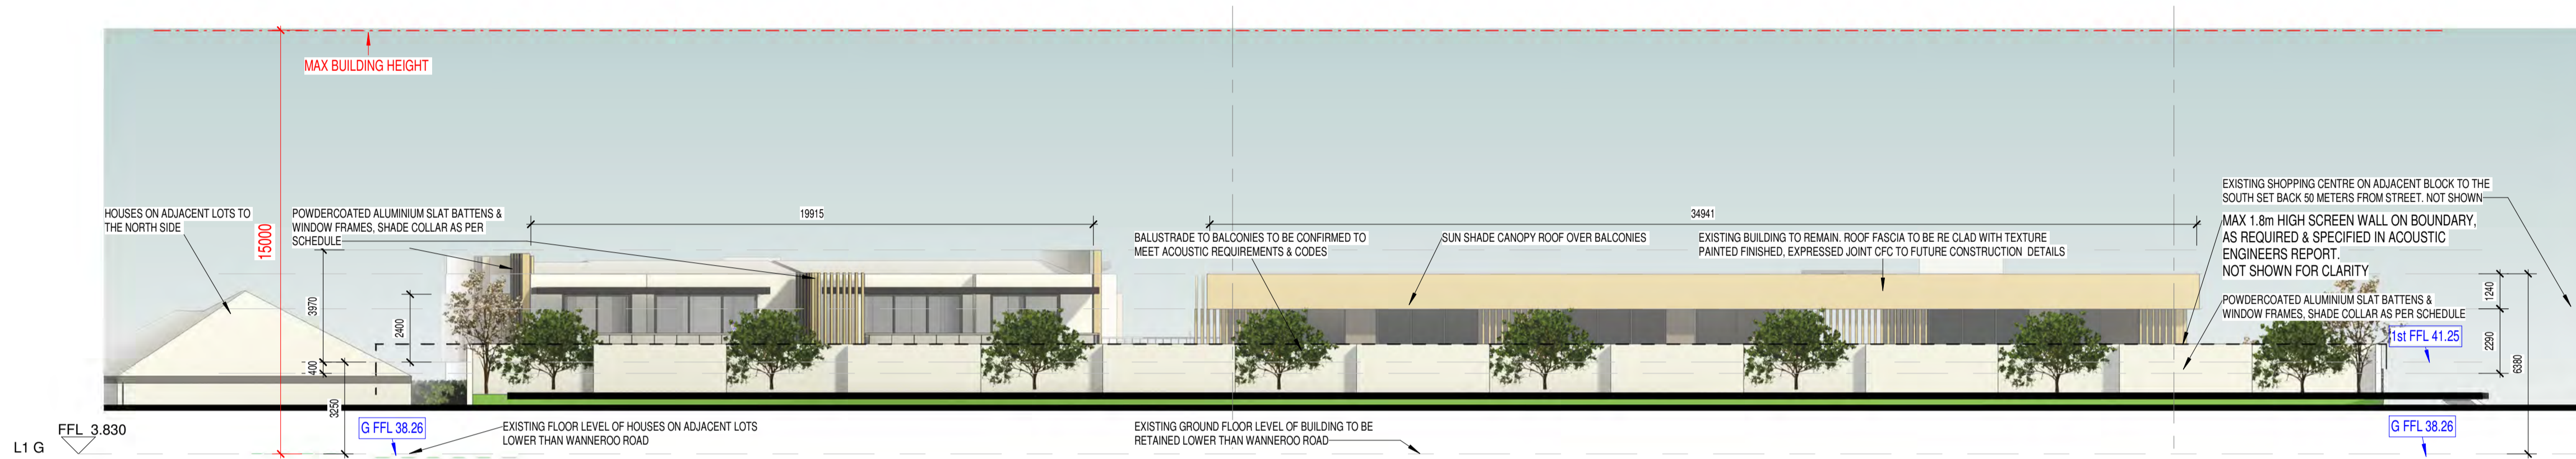 MAX BUILDING HEIGHT
15000
HOUSES ON ADJACENT LOTS TO
THE NORTH SIDE
POWDERCOATED ALUMINIUM SLAT BATTENS &
WINDOW FRAMES, SHADE COLLAR AS PER
SCHEDULE
19915
34941
BALUSTRADE TO BALCONIES TO BE CONFIRMED TO
MEET ACOUSTIC REQUIREMENTS & CODES
SUN SHADE CANOPY ROOF OVER BALCONIES
EXISTING BUILDING TO REMAIN. ROOF FASCIA TO BE RE CLAD WITH TEXTURE
PAINTED FINISHED, EXPRESSED JOINT CFC TO FUTURE CONSTRUCTION DETAILS
EXISTING SHOPPING CENTRE ON ADJACENT BLOCK TO THE
SOUTH SET BACK 50 METERS FROM STREET. NOT SHOWN
MAX 1.8m HIGH SCREEN WALL ON BOUNDARY,
AS REQUIRED & SPECIFIED IN ACOUSTIC
ENGINEERS REPORT.
NOT SHOWN FOR CLARITY
POWDERCOATED ALUMINIUM SLAT BATTENS &
WINDOW FRAMES, SHADE COLLAR AS PER SCHEDULE
3970
2400
400
3250
1240
2290
6380
1st FFL 41.25
G FFL 38.26
EXISTING FLOOR LEVEL OF HOUSES ON ADJACENT LOTS
LOWER THAN WANNEROO ROAD
EXISTING GROUND FLOOR LEVEL OF BUILDING TO BE
RETAINED LOWER THAN WANNEROO ROAD
G FFL 38.26
FFL 3.830
L1 G